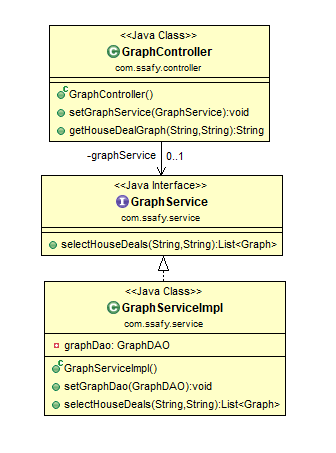 <<Java Class>>
GraphController
com.ssafy.controller
GraphController()
setGraphService(GraphService):void
getHouseDealGraph(String,String):String
-graphService 0..1
<<Java Interface>>
GraphService
com.ssafy.service
selectHouseDeals(String,String):List<Graph>
<<Java Class>>
GraphServiceImpl
com.ssafy.service
graphDao: GraphDAO
GraphServiceImpl()
setGraphDao(GraphDAO):void
selectHouseDeals(String,String):List<Graph>